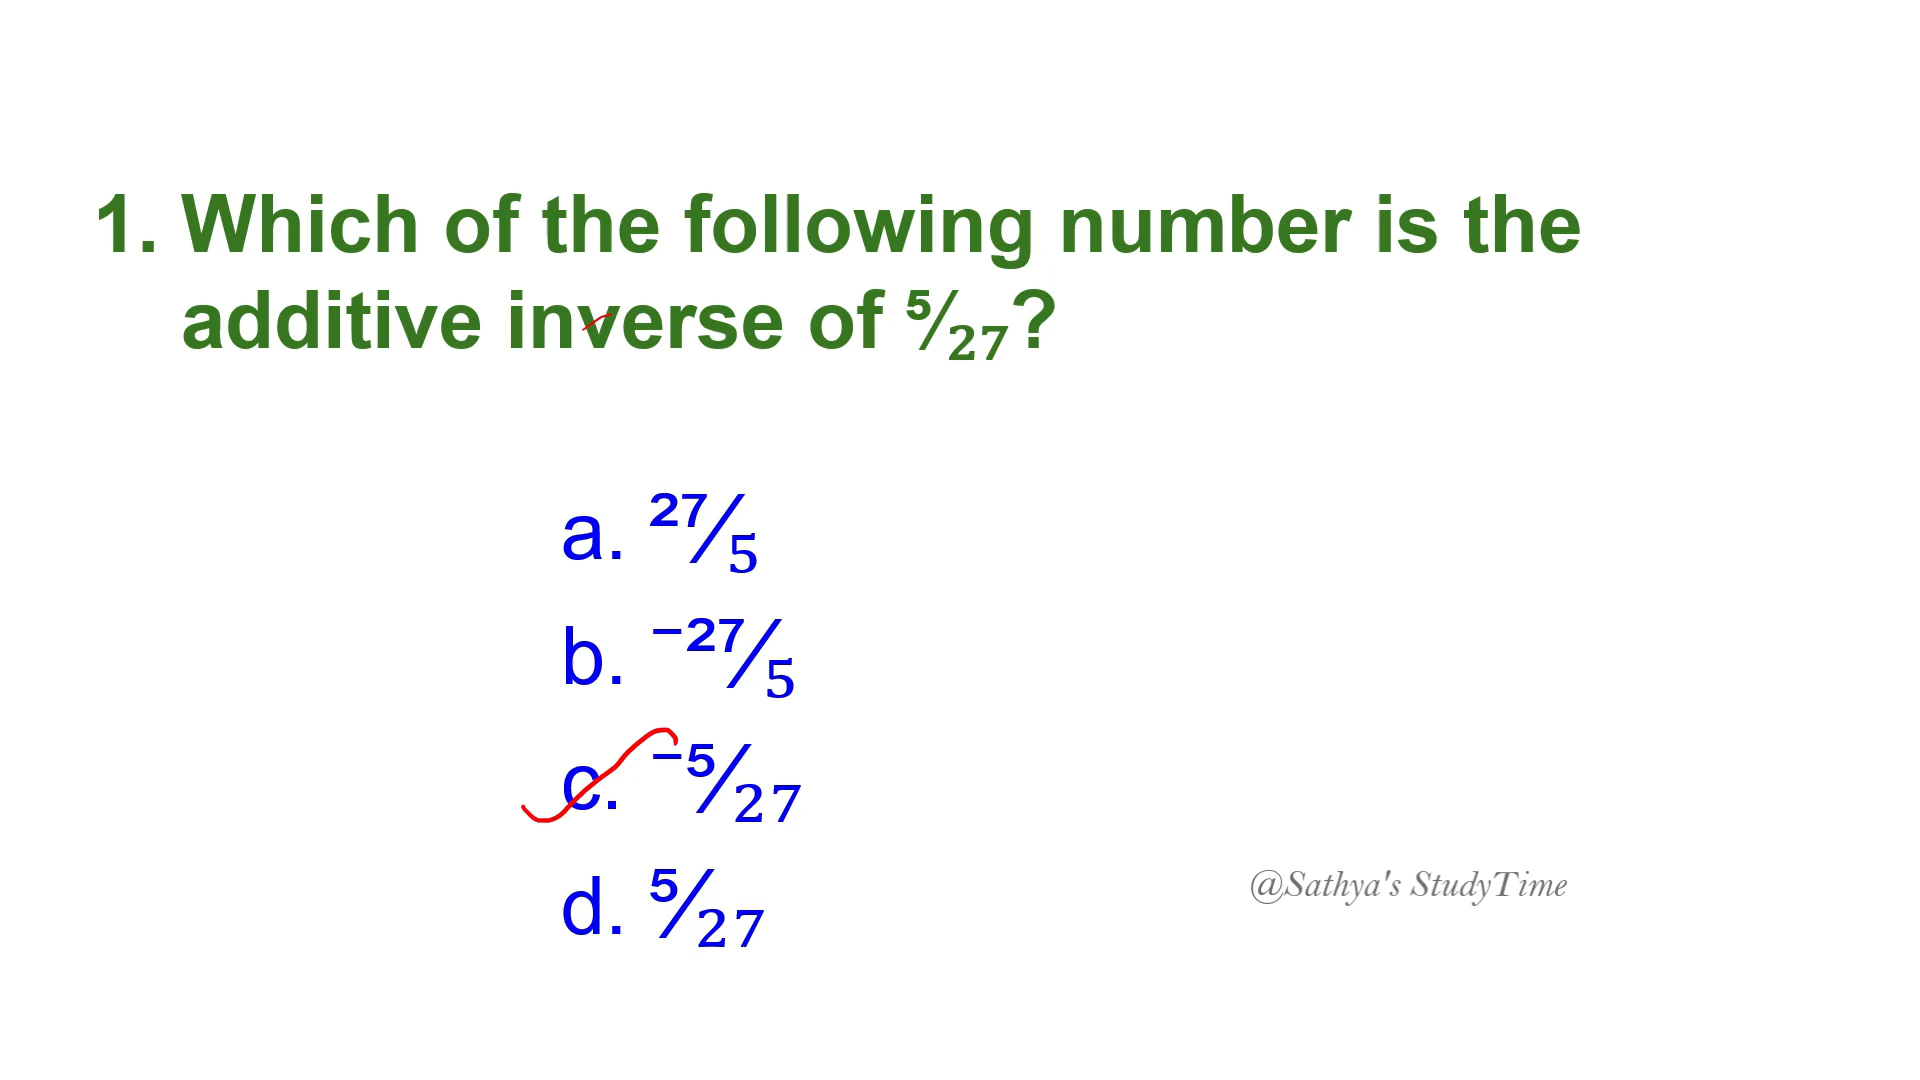 1. Which of the following number is the
additive inverse of ⁵⁄₂₇?
a. ²⁷⁄₅
b. ⁻²⁷⁄₅
c. ⁻⁵⁄₂₇
d. ⁵⁄₂₇
@Sathya's StudyTime